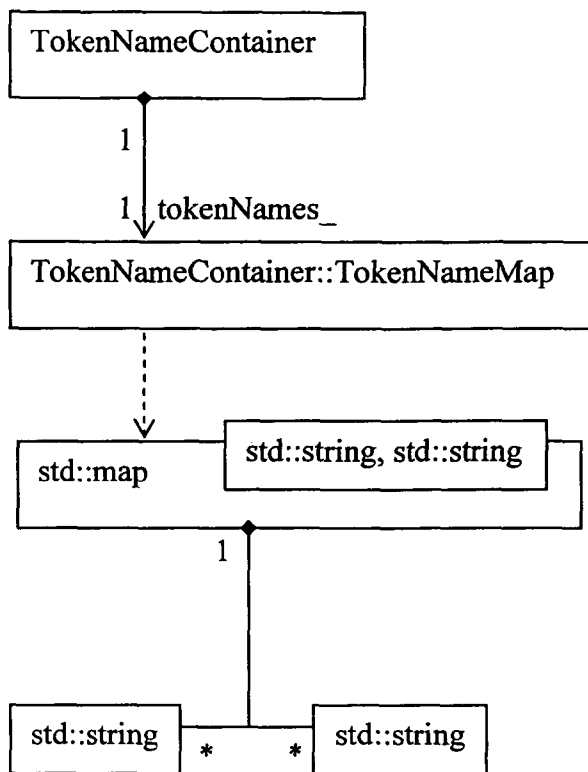 TokenNameContainer
1
1 tokenNames_
TokenNameContainer::TokenNameMap
std::string, std::string
std::map
1
std::string * * std::string